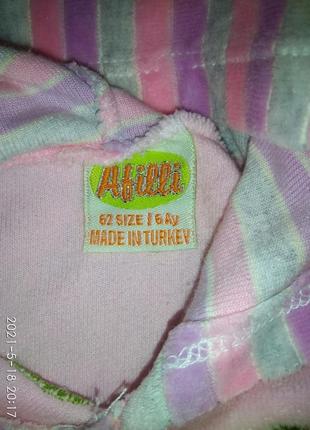 Afilli
62 SIZE / 6 Ay
MADE IN TURKEY
2021-5-18 20:17